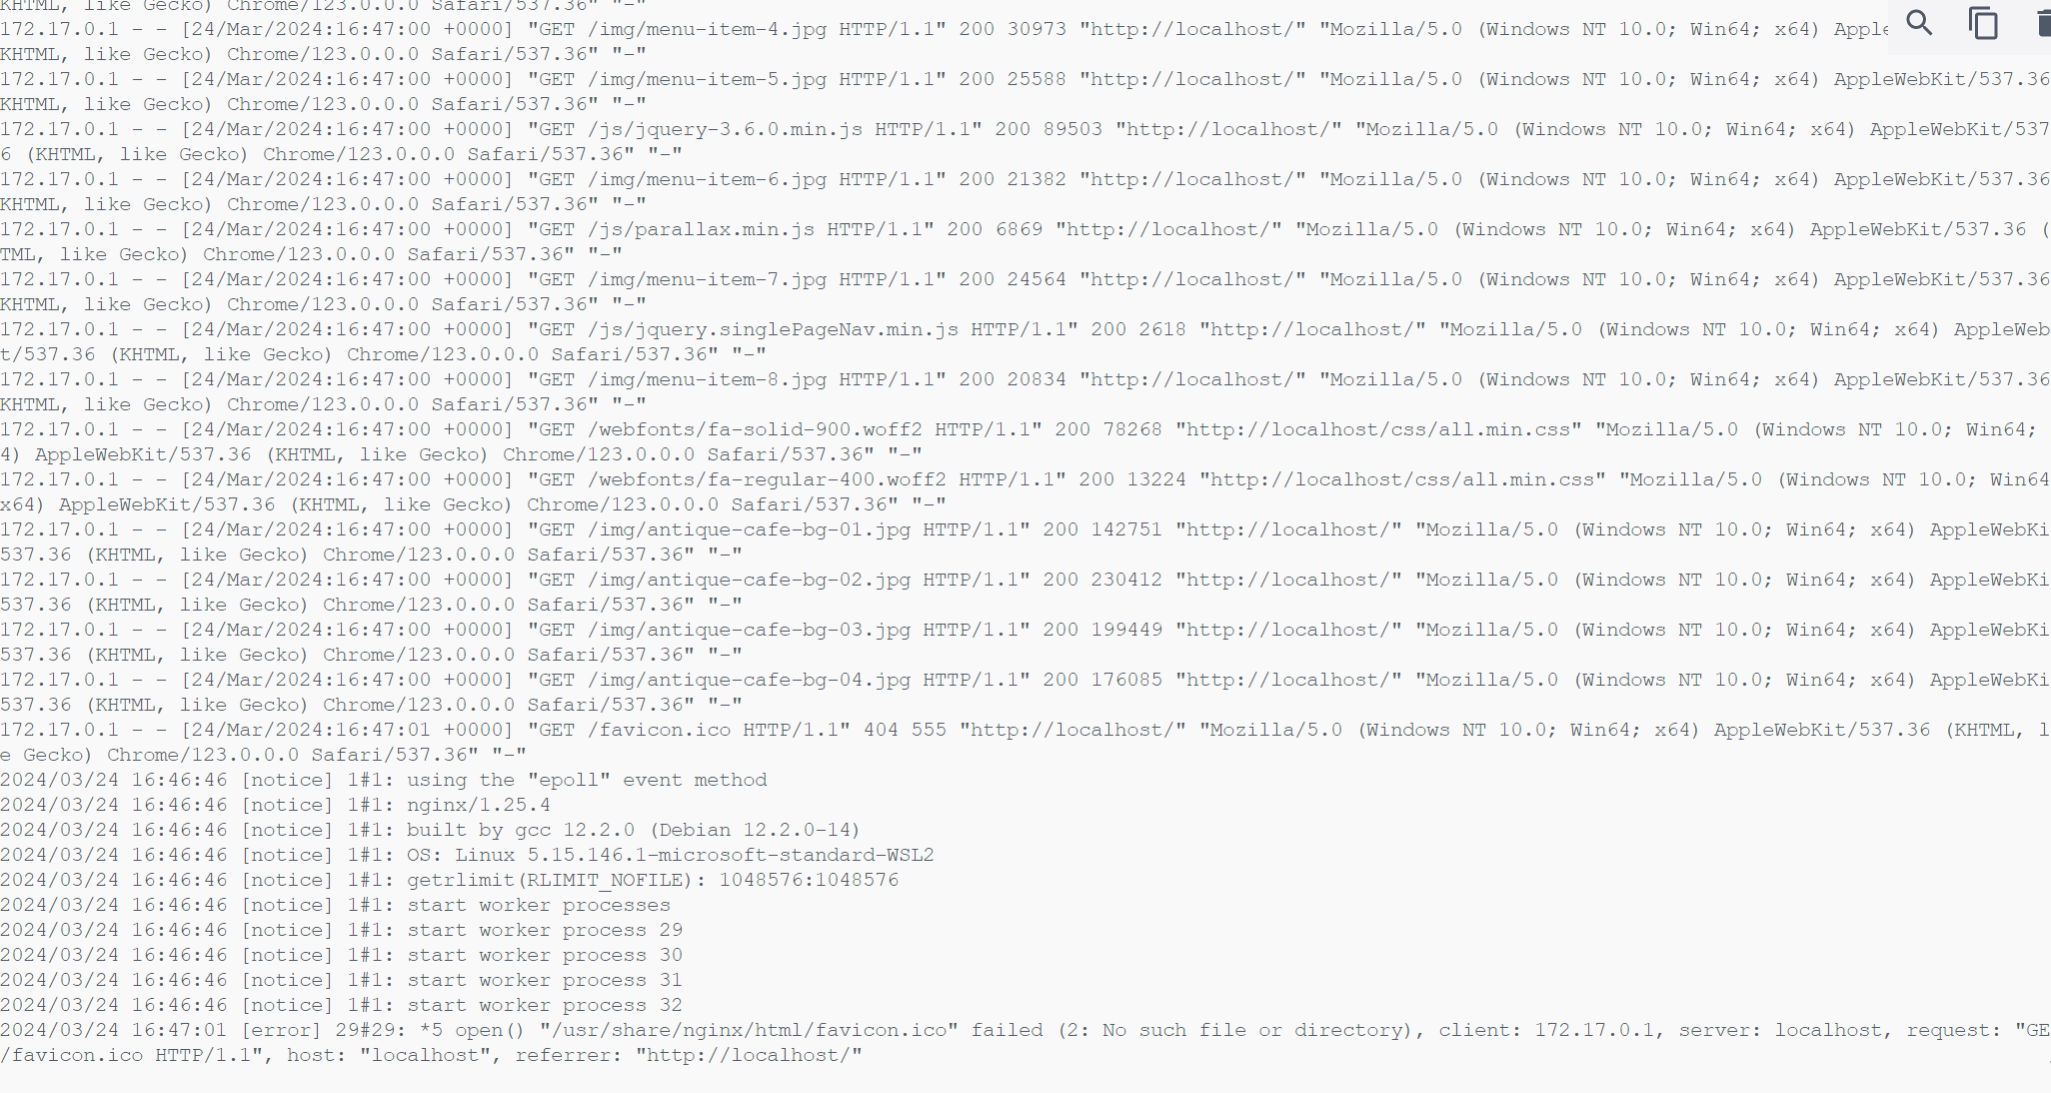 KHTML, like Gecko) Chrome/123.0.0.0 Safari/537.36" "-"
172.17.0.1 - - [24/Mar/2024:16:47:00 +0000] "GET /img/menu-item-4.jpg HTTP/1.1" 200 30973 "http://localhost/" "Mozilla/5.0 (Windows NT 10.0; Win64; x64) Apple
KHTML, like Gecko) Chrome/123.0.0.0 Safari/537.36" "-"
172.17.0.1 - - [24/Mar/2024:16:47:00 +0000] "GET /img/menu-item-5.jpg HTTP/1.1" 200 25588 "http://localhost/" "Mozilla/5.0 (Windows NT 10.0; Win64; x64) AppleWebKit/537.36
KHTML, like Gecko) Chrome/123.0.0.0 Safari/537.36" "-"
172.17.0.1 - - [24/Mar/2024:16:47:00 +0000] "GET /js/jquery-3.6.0.min.js HTTP/1.1" 200 89503 "http://localhost/" "Mozilla/5.0 (Windows NT 10.0; Win64; x64) AppleWebKit/537
6 (KHTML, like Gecko) Chrome/123.0.0.0 Safari/537.36" "-"
172.17.0.1 - - [24/Mar/2024:16:47:00 +0000] "GET /img/menu-item-6.jpg HTTP/1.1" 200 21382 "http://localhost/" "Mozilla/5.0 (Windows NT 10.0; Win64; x64) AppleWebKit/537.36
KHTML, like Gecko) Chrome/123.0.0.0 Safari/537.36" "-"
172.17.0.1 - - [24/Mar/2024:16:47:00 +0000] "GET /js/parallax.min.js HTTP/1.1" 200 6869 "http://localhost/" "Mozilla/5.0 (Windows NT 10.0; Win64; x64) AppleWebKit/537.36 (
TML, like Gecko) Chrome/123.0.0.0 Safari/537.36" "-"
172.17.0.1 - - [24/Mar/2024:16:47:00 +0000] "GET /img/menu-item-7.jpg HTTP/1.1" 200 24564 "http://localhost/" "Mozilla/5.0 (Windows NT 10.0; Win64; x64) AppleWebKit/537.36
KHTML, like Gecko) Chrome/123.0.0.0 Safari/537.36" "-"
172.17.0.1 - - [24/Mar/2024:16:47:00 +0000] "GET /js/jquery.singlePageNav.min.js HTTP/1.1" 200 2618 "http://localhost/" "Mozilla/5.0 (Windows NT 10.0; Win64; x64) AppleWeb
t/537.36 (KHTML, like Gecko) Chrome/123.0.0.0 Safari/537.36" "-"
172.17.0.1 - - [24/Mar/2024:16:47:00 +0000] "GET /img/menu-item-8.jpg HTTP/1.1" 200 20834 "http://localhost/" "Mozilla/5.0 (Windows NT 10.0; Win64; x64) AppleWebKit/537.36
KHTML, like Gecko) Chrome/123.0.0.0 Safari/537.36" "-"
172.17.0.1 - - [24/Mar/2024:16:47:00 +0000] "GET /webfonts/fa-solid-900.woff2 HTTP/1.1" 200 78268 "http://localhost/css/all.min.css" "Mozilla/5.0 (Windows NT 10.0; Win64;
4) AppleWebKit/537.36 (KHTML, like Gecko) Chrome/123.0.0.0 Safari/537.36" "-"
172.17.0.1 - - [24/Mar/2024:16:47:00 +0000] "GET /webfonts/fa-regular-400.woff2 HTTP/1.1" 200 13224 "http://localhost/css/all.min.css" "Mozilla/5.0 (Windows NT 10.0; Win64
x64) AppleWebKit/537.36 (KHTML, like Gecko) Chrome/123.0.0.0 Safari/537.36" "-"
172.17.0.1 - - [24/Mar/2024:16:47:00 +0000] "GET /img/antique-cafe-bg-01.jpg HTTP/1.1" 200 142751 "http://localhost/" "Mozilla/5.0 (Windows NT 10.0; Win64; x64) AppleWebKi
537.36 (KHTML, like Gecko) Chrome/123.0.0.0 Safari/537.36" "-"
172.17.0.1 - - [24/Mar/2024:16:47:00 +0000] "GET /img/antique-cafe-bg-02.jpg HTTP/1.1" 200 230412 "http://localhost/" "Mozilla/5.0 (Windows NT 10.0; Win64; x64) AppleWebKi
537.36 (KHTML, like Gecko) Chrome/123.0.0.0 Safari/537.36" "-"
172.17.0.1 - - [24/Mar/2024:16:47:00 +0000] "GET /img/antique-cafe-bg-03.jpg HTTP/1.1" 200 199449 "http://localhost/" "Mozilla/5.0 (Windows NT 10.0; Win64; x64) AppleWebKi
537.36 (KHTML, like Gecko) Chrome/123.0.0.0 Safari/537.36" "-"
172.17.0.1 - - [24/Mar/2024:16:47:00 +0000] "GET /img/antique-cafe-bg-04.jpg HTTP/1.1" 200 176085 "http://localhost/" "Mozilla/5.0 (Windows NT 10.0; Win64; x64) AppleWebKi
537.36 (KHTML, like Gecko) Chrome/123.0.0.0 Safari/537.36" "-"
172.17.0.1 - - [24/Mar/2024:16:47:01 +0000] "GET /favicon.ico HTTP/1.1" 404 555 "http://localhost/" "Mozilla/5.0 (Windows NT 10.0; Win64; x64) AppleWebKit/537.36 (KHTML, l
e Gecko) Chrome/123.0.0.0 Safari/537.36" "-"
2024/03/24 16:46:46 [notice] 1#1: using the "epoll" event method
2024/03/24 16:46:46 [notice] 1#1: nginx/1.25.4
2024/03/24 16:46:46 [notice] 1#1: built by gcc 12.2.0 (Debian 12.2.0-14)
2024/03/24 16:46:46 [notice] 1#1: OS: Linux 5.15.146.1-microsoft-standard-WSL2
2024/03/24 16:46:46 [notice] 1#1: getrlimit(RLIMIT_NOFILE): 1048576:1048576
2024/03/24 16:46:46 [notice] 1#1: start worker processes
2024/03/24 16:46:46 [notice] 1#1: start worker process 29
2024/03/24 16:46:46 [notice] 1#1: start worker process 30
2024/03/24 16:46:46 [notice] 1#1: start worker process 31
2024/03/24 16:46:46 [notice] 1#1: start worker process 32
2024/03/24 16:47:01 [error] 29#29: *5 open() "/usr/share/nginx/html/favicon.ico" failed (2: No such file or directory), client: 172.17.0.1, server: localhost, request: "GE
/favicon.ico HTTP/1.1", host: "localhost", referrer: "http://localhost/"